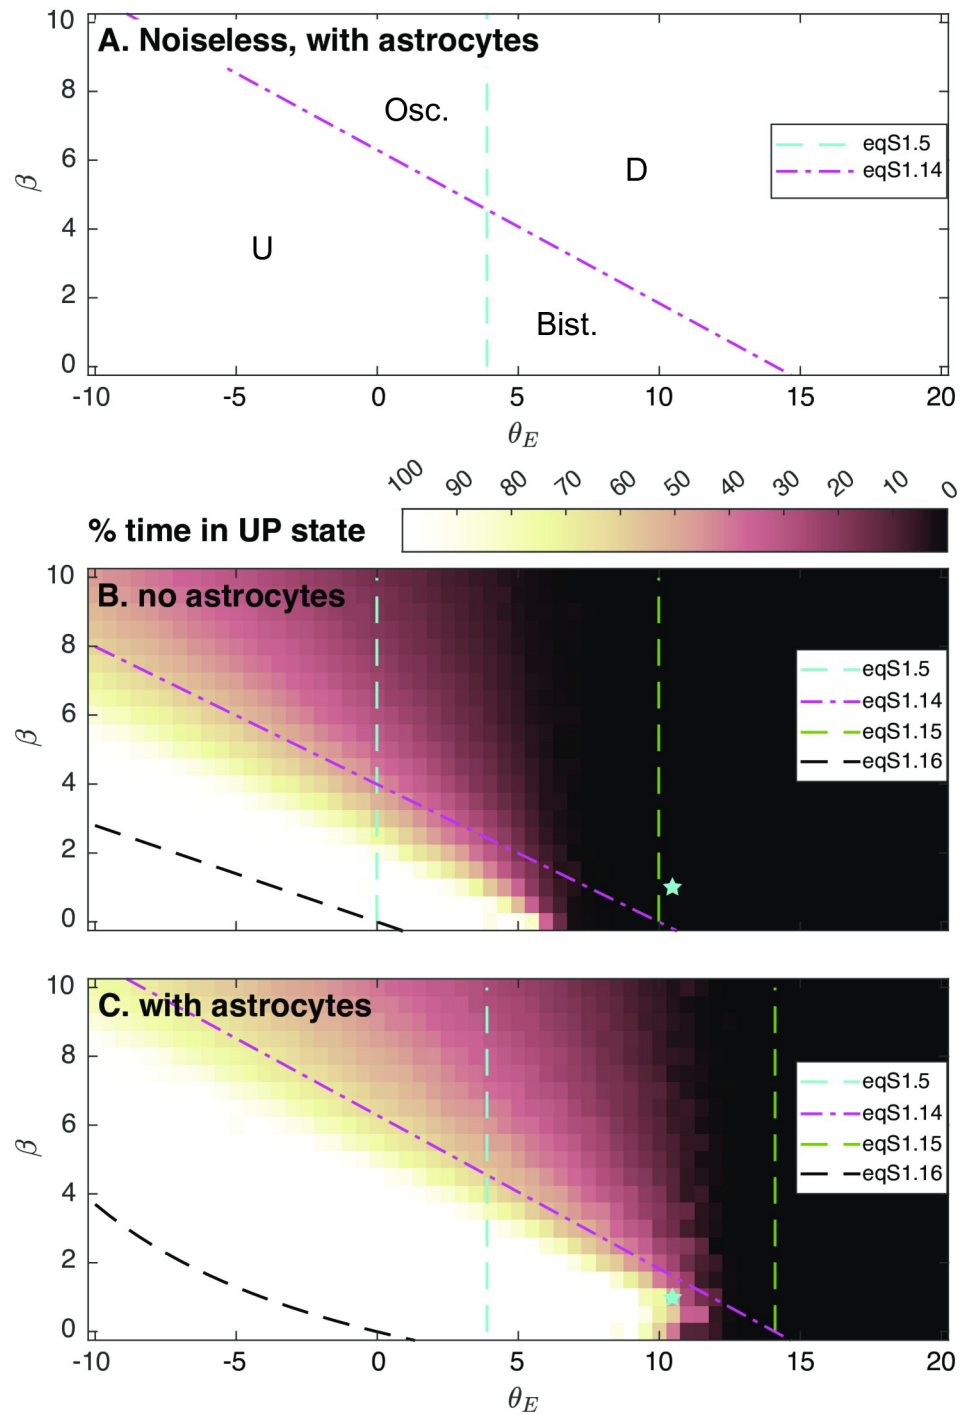 A. Noiseless, with astrocytes
10
8
6
4
2
0
β
Osc.
D
U
Bist.
eqS1.5
eqS1.14
-10 -5 0 5 10 15 20
θE
100 90 80 70 60 50 40 30 20 10 0
% time in UP state
B. no astrocytes
10
8
6
4
2
0
β
eqS1.5
eqS1.14
eqS1.15
eqS1.16
C. with astrocytes
10
8
6
4
2
0
β
eqS1.5
eqS1.14
eqS1.15
eqS1.16
-10 -5 0 5 10 15 20
θE